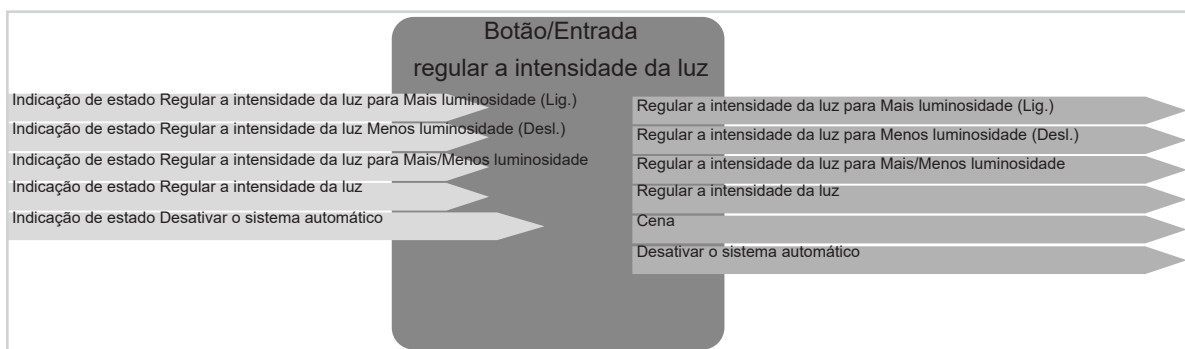 Botão/Entrada
regular a intensidade da luz
Indicação de estado Regular a intensidade da luz para Mais luminosidade (Lig.)
Indicação de estado Regular a intensidade da luz Menos luminosidade (Desl.)
Indicação de estado Regular a intensidade da luz para Mais/Menos luminosidade
Indicação de estado Regular a intensidade da luz
Indicação de estado Desativar o sistema automático
Regular a intensidade da luz para Mais luminosidade (Lig.)
Regular a intensidade da luz para Menos luminosidade (Desl.)
Regular a intensidade da luz para Mais/Menos luminosidade
Regular a intensidade da luz
Cena
Desativar o sistema automático